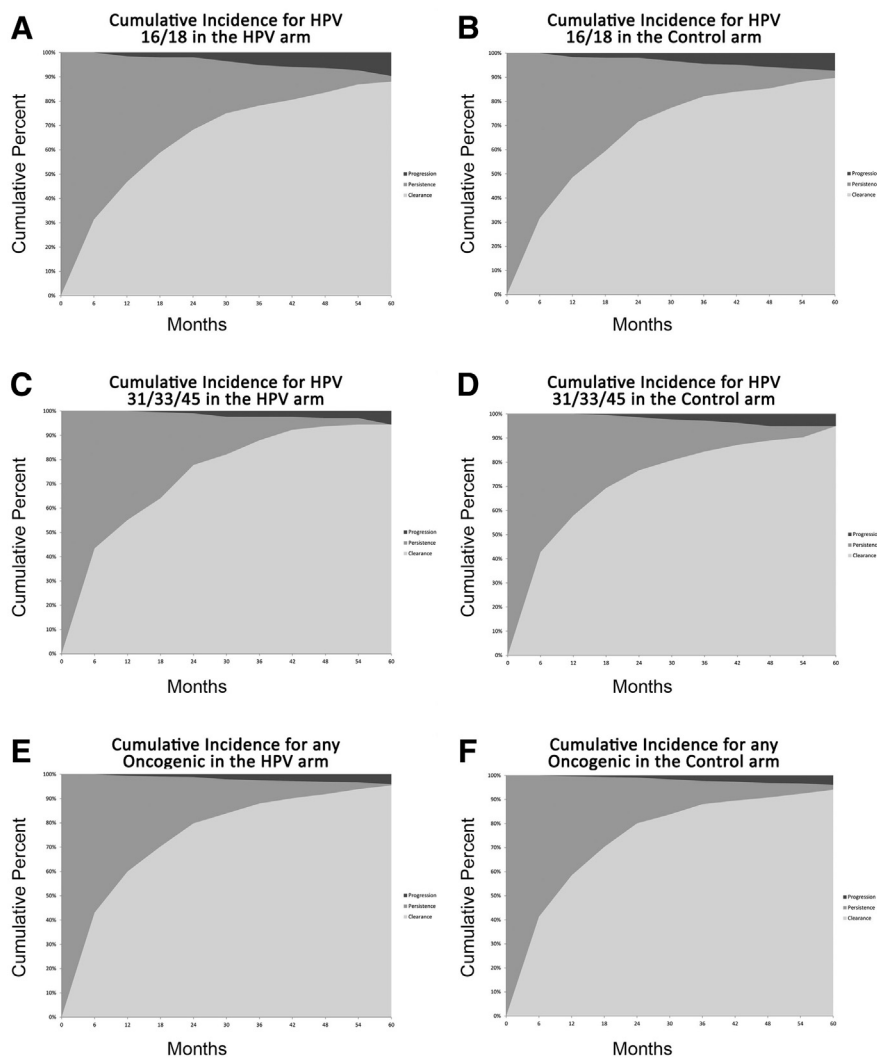 A
Cumulative Incidence for HPV
16/18 in the HPV arm
Cumulative Percent
100%
90%
80%
70%
60%
50%
40%
30%
20%
10%
0%
0 6 12 18 24 30 36 42 48 54 60
Months
Progression
Persistence
Clearance
B
Cumulative Incidence for HPV
16/18 in the Control arm
Cumulative Percent
100%
90%
80%
70%
60%
50%
40%
30%
20%
10%
0%
0 6 12 18 24 30 36 42 48 54 60
Months
Progression
Persistenc
Clearance
C
Cumulative Incidence for HPV
31/33/45 in the HPV arm
Cumulative Percent
100%
90%
80%
70%
60%
50%
40%
30%
20%
10%
0%
0 6 12 18 24 30 36 42 48 54 60
Months
Progression
Persistence
Clearance
D
Cumulative Incidence for HPV
31/33/45 in the Control arm
Cumulative Percent
100%
90%
80%
70%
60%
50%
40%
30%
20%
10%
0%
0 6 12 18 24 30 36 42 48 54 60
Months
Progression
Persistence
Clearance
E
Cumulative Incidence for any
Oncogenic in the HPV arm
Cumulative Percent
100%
90%
80%
70%
60%
50%
40%
30%
20%
10%
0%
0 6 12 18 24 30 36 42 48 54 60
Months
Progression
Persistence
Clearance
F
Cumulative Incidence for any
Oncogenic in the Control arm
Cumulative Percent
100%
90%
80%
70%
60%
50%
40%
30%
20%
10%
0%
0 6 12 18 24 30 36 42 48 54 60
Months
Progression
Persistence
Clearance